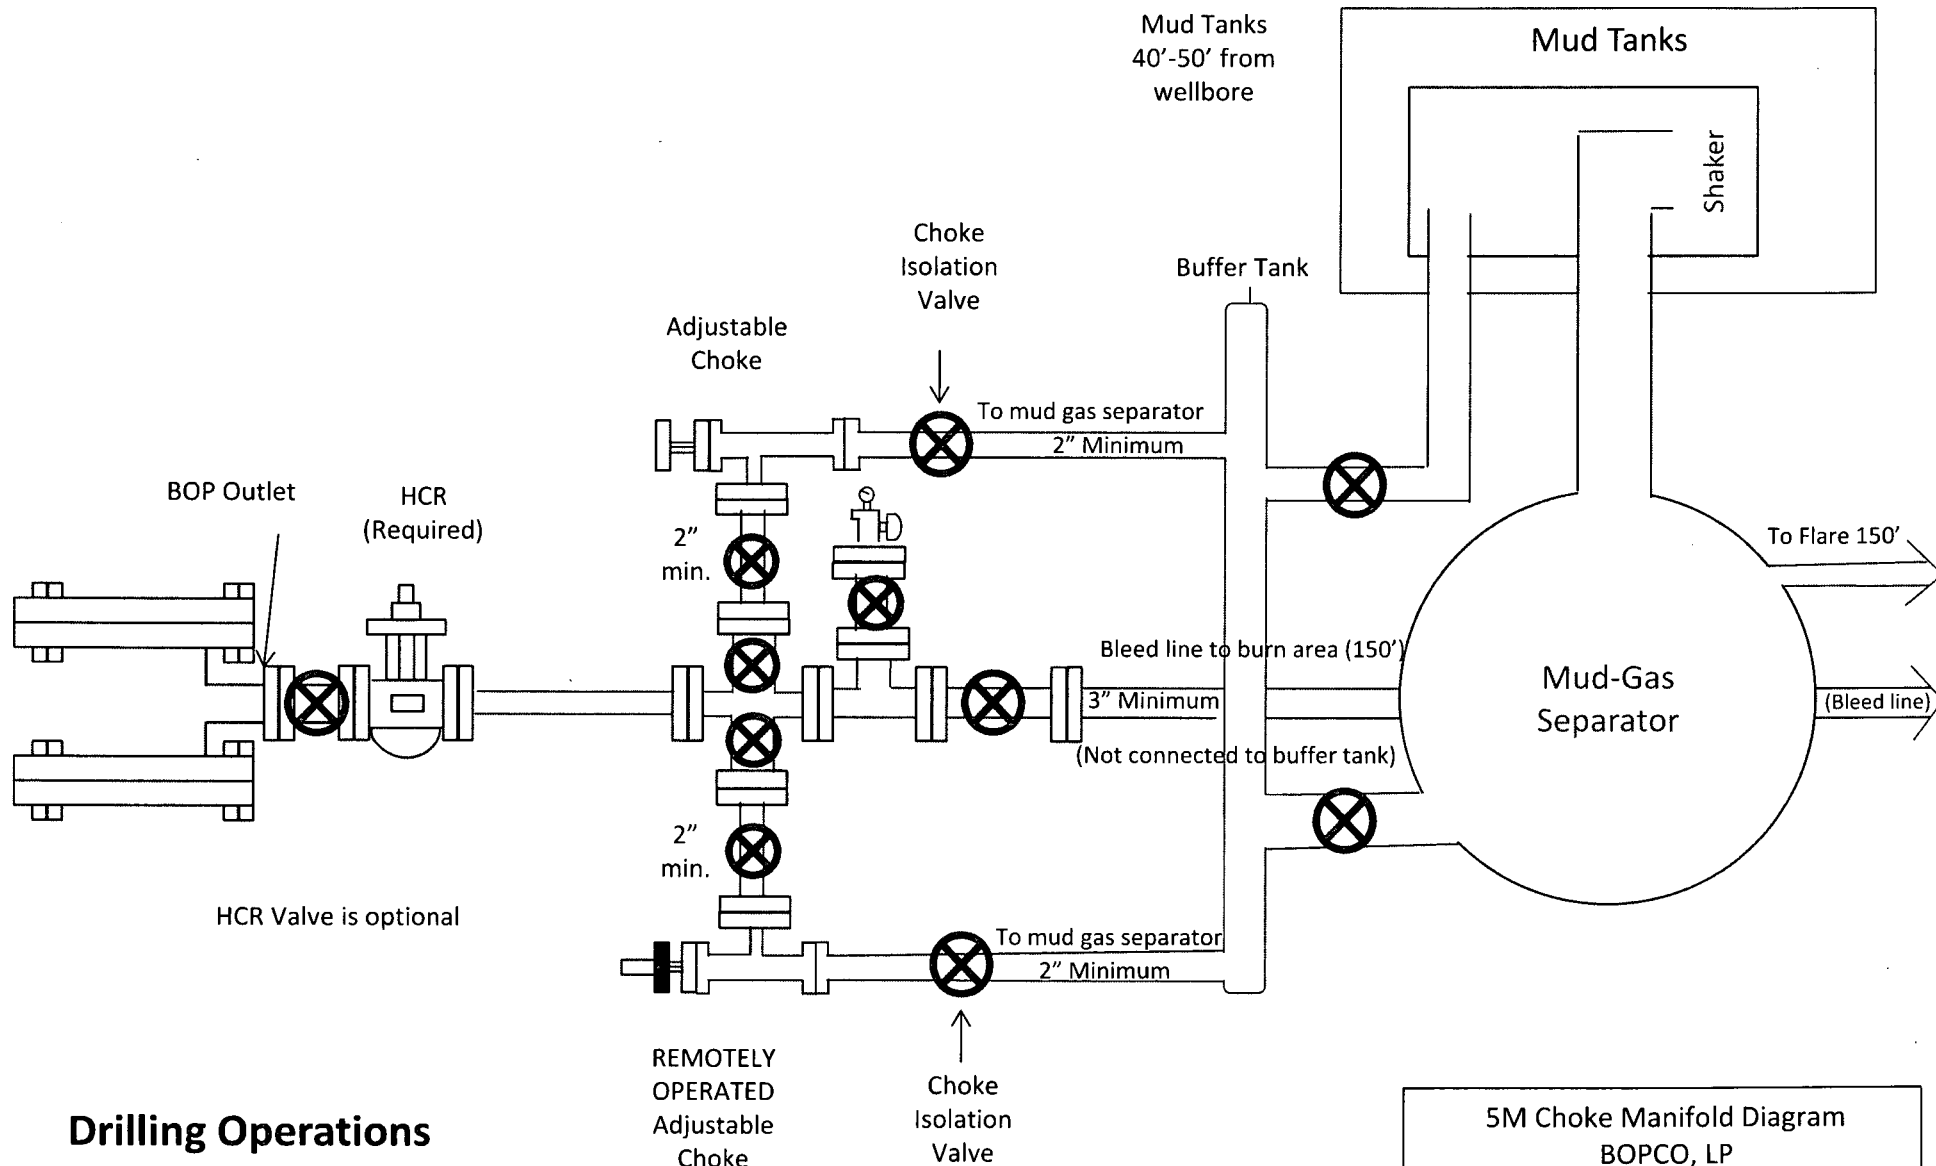 Mud Tanks
40’-50’ from
wellbore
Mud Tanks
Shaker
Choke
Isolation
Valve
Buffer Tank
Adjustable
Choke
To mud gas separator
2” Minimum
BOP Outlet
HCR
(Required)
2”
min.
To Flare 150’
Bleed line to burn area (150’)
3” Minimum
(Not connected to buffer tank)
Mud-Gas
Separator
(Bleed line)
2”
min.
HCR Valve is optional
To mud gas separator
2” Minimum
REMOTELY
OPERATED
Adjustable
Choke
Choke
Isolation
Valve
Drilling Operations
5M Choke Manifold Diagram
BOPCO, LP